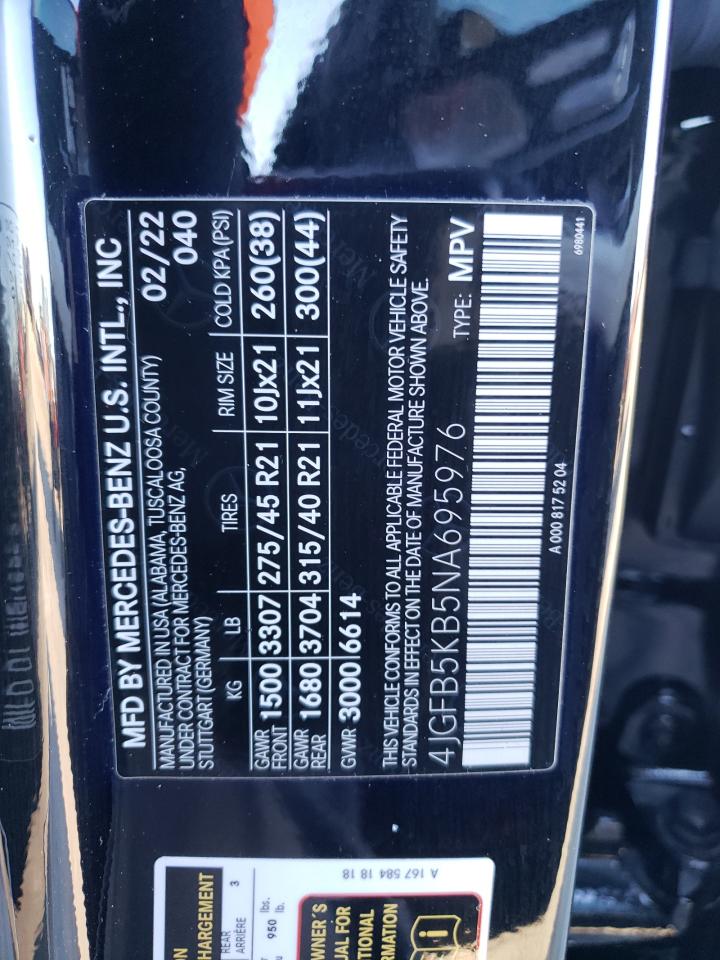 MFD BY MERCEDES-BENZ U.S. INTL., INC
MANUFACTURED IN USA (ALABAMA, TUSCALOOSA COUNTY) 02/22
UNDER CONTRACT FOR MERCEDES-BENZ AG, 040
STUTTGART (GERMANY)
KG LB TIRES RIM SIZE COLD KPA (PSI)
GAWR FRONT 1500 3307 275/45 R21 10Jx21 260(38)
GAWR REAR 1680 3704 315/40 R21 11Jx21 300(44)
GVWR 3000 6614
THIS VEHICLE CONFORMS TO ALL APPLICABLE FEDERAL MOTOR VEHICLE SAFETY
STANDARDS IN EFFECT ON THE DATE OF MANUFACTURE SHOWN ABOVE.
4JGFB5KB5NA695976 TYPE: MPV
A 000 817 52 04 6980441
A 167 584 18 18
CHARGEMENT
REAR 3
ARRIÈRE
950 lbs.
lb.
OWNER'S
UAL FOR
TIONAL
RMATION
i